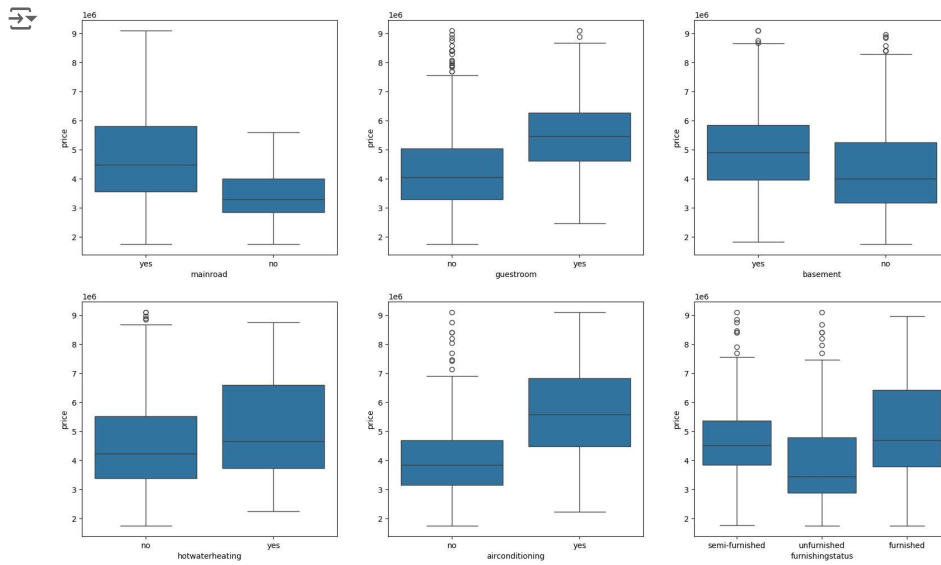 1e6
9
8
7
6
5
4
3
2
price
yes no
mainroad
1e6
9
8
7
6
5
4
3
2
price
no yes
guestroom
1e6
9
8
7
6
5
4
3
2
price
yes no
basement
1e6
9
8
7
6
5
4
3
2
price
no yes
hotwaterheating
1e6
9
8
7
6
5
4
3
2
price
no yes
airconditioning
1e6
9
8
7
6
5
4
3
2
price
semi-furnished unfurnished furnished
furnishingstatus